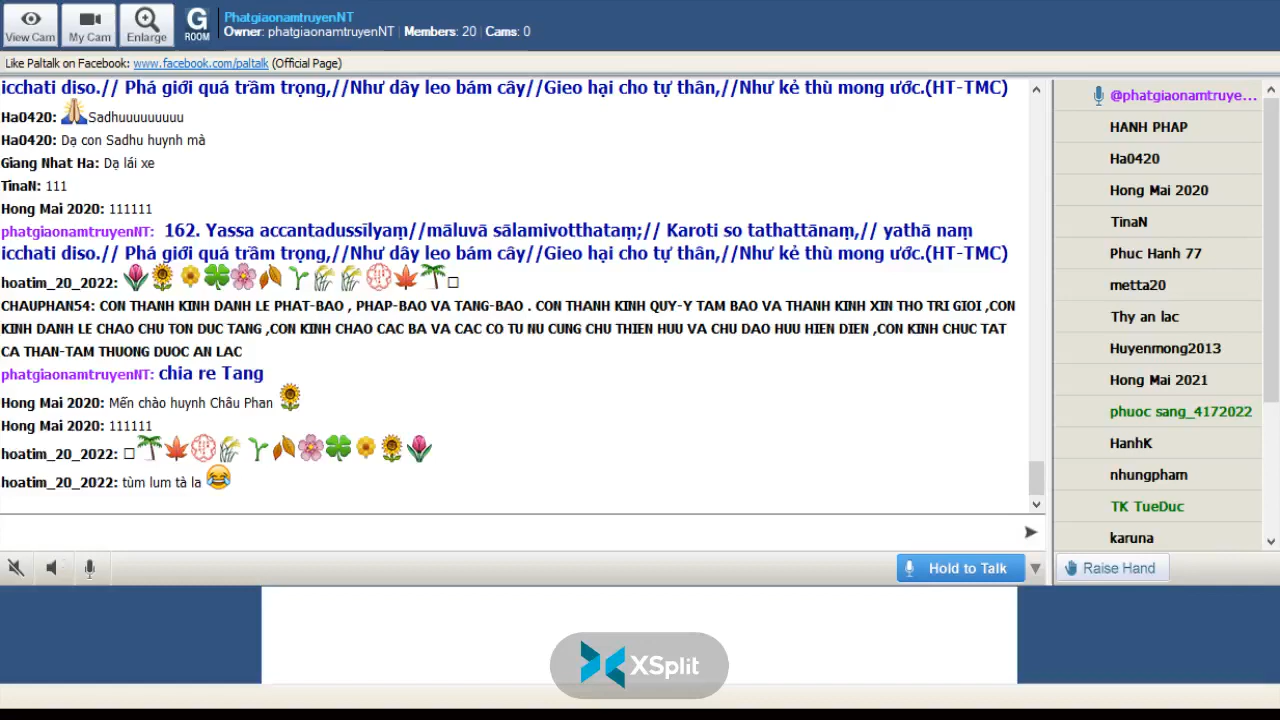 View Cam
My Cam
Enlarge
G
ROOM
PhatgiaonamtruyenNT
Owner: phatgiaonamtruyenNT | Members: 20 | Cams: 0
Like Paltalk on Facebook: www.facebook.com/paltalk (Official Page)
icchati diso.// Phá giới quá trầm trọng,//Như dây leo bám cây//Gieo hại cho tự thân,//Như kẻ thù mong ước.(HT-TMC)
Ha0420: 🙏Sadhuuuuuuuuu
Ha0420: Dạ con Sadhu huynh mà
Giang Nhat Ha: Dạ lái xe
TinaN: 111
Hong Mai 2020: 111111
phatgiaonamtruyenNT: 162. Yassa accantadussīlyaṃ//māluvā sālamivotthataṃ;// Karoti so tathattānaṃ,// yathā naṃ
icchati diso.// Phá giới quá trầm trọng,//Như dây leo bám cây//Gieo hại cho tự thân,//Như kẻ thù mong ước.(HT-TMC)
hoatim_20_2022: 🌷🌻🌼🍀🌸🍂🌱🌾🌾💮🍁🌴□
CHAUPHAN54: CON THANH KINH DANH LE PHAT-BAO , PHAP-BAO VA TANG-BAO . CON THANH KINH QUY-Y TAM BAO VA THANH KINH XIN THO TRI GIOI ,CON
KINH DANH LE CHAO CHU TON DUC TANG ,CON KINH CHAO CAC BA VA CAC CO TU NU CUNG CHU THIEN HUU VA CHU DAO HUU HIEN DIEN ,CON KINH CHUC TAT
CA THAN-TAM THUONG DUOC AN LAC
phatgiaonamtruyenNT: chia re Tang
Hong Mai 2020: Mến chào huynh Châu Phan 🌻
Hong Mai 2020: 111111
hoatim_20_2022: □🌴🍁💮🌾🌱🍂🌸🍀🌼🌻🌷
hoatim_20_2022: tùm lum tà la 😂
@phatgiaonamtruye...
HANH PHAP
Ha0420
Hong Mai 2020
TinaN
Phuc Hanh 77
metta20
Thy an lac
Huyenmong2013
Hong Mai 2021
phuoc sang_4172022
HanhK
nhungpham
TK TueDuc
karuna
Hold to Talk
Raise Hand
XSplit